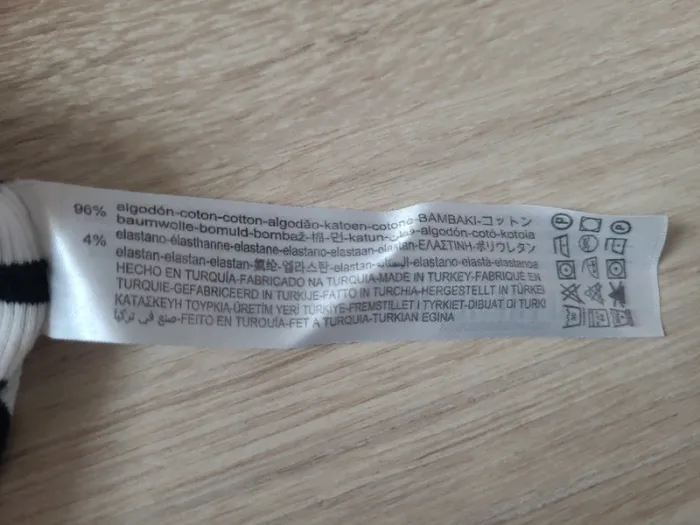 96% algodón-coton-cotton-algodão-katoen-cotone-BAMBAKI-コットン
baumwolle-bomuld-bombaž-棉-면-katun-قطن-algodón-cotó-kotoia
4% elastano-élasthanne-elastane-elastano-elastaan-elastan-ΕΛΑΣΤΙΝΗ-ポリウレタン
elastan-elastan-elastan-氨纶-엘라스탄-elastan-elastano-elastà-elastanoa
HECHO EN TURQUÍA-FABRICADO NA TURQUIA-MADE IN TURKEY-FABRIQUÉ EN
TURQUIE-GEFABRICEERD IN TURKIJE-FATTO IN TURCHIA-HERGESTELLT IN TÜRKEI
ΚΑΤΑΣΚΕΥΗ ΤΟΥΡΚΙΑ-ÜRETİM YERİ TÜRKİYE-FREMSTILLET I TYRKIET-DIBUAT DI TURKI
صنع في تركيا-FEITO EN TURQUÍA-FET A TURQUIA-TURKIAN EGINA